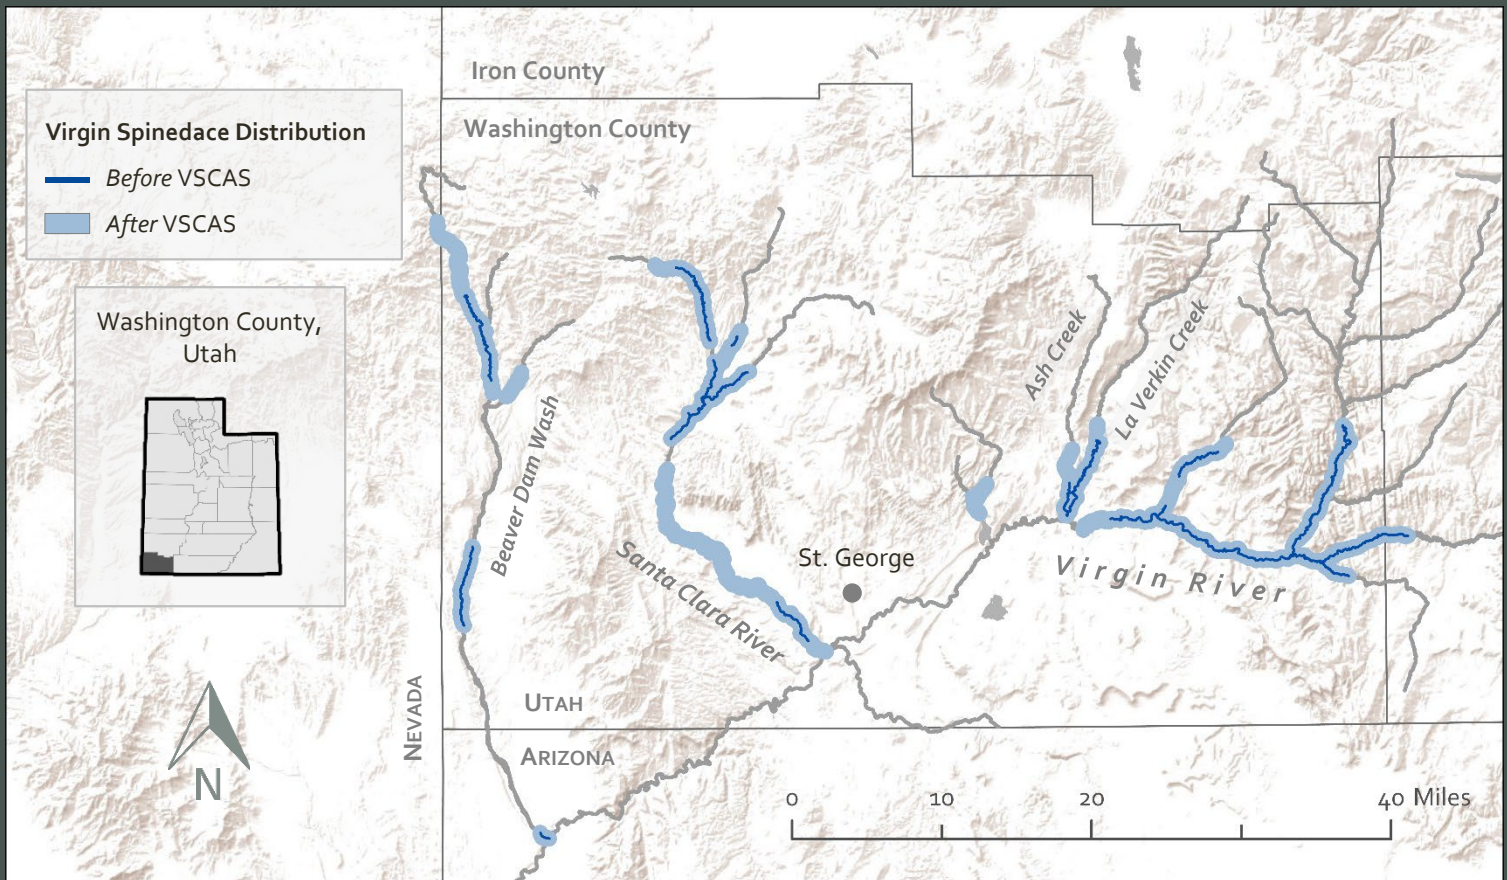 Iron County
Washington County
Virgin Spinedace Distribution
Before VSCAS
After VSCAS
Washington County,
Utah
Ash Creek
La Verkin Creek
Beaver Dam Wash
Santa Clara River
St. George
Virgin River
NEVADA
UTAH
ARIZONA
N
0 10 20 40 Miles